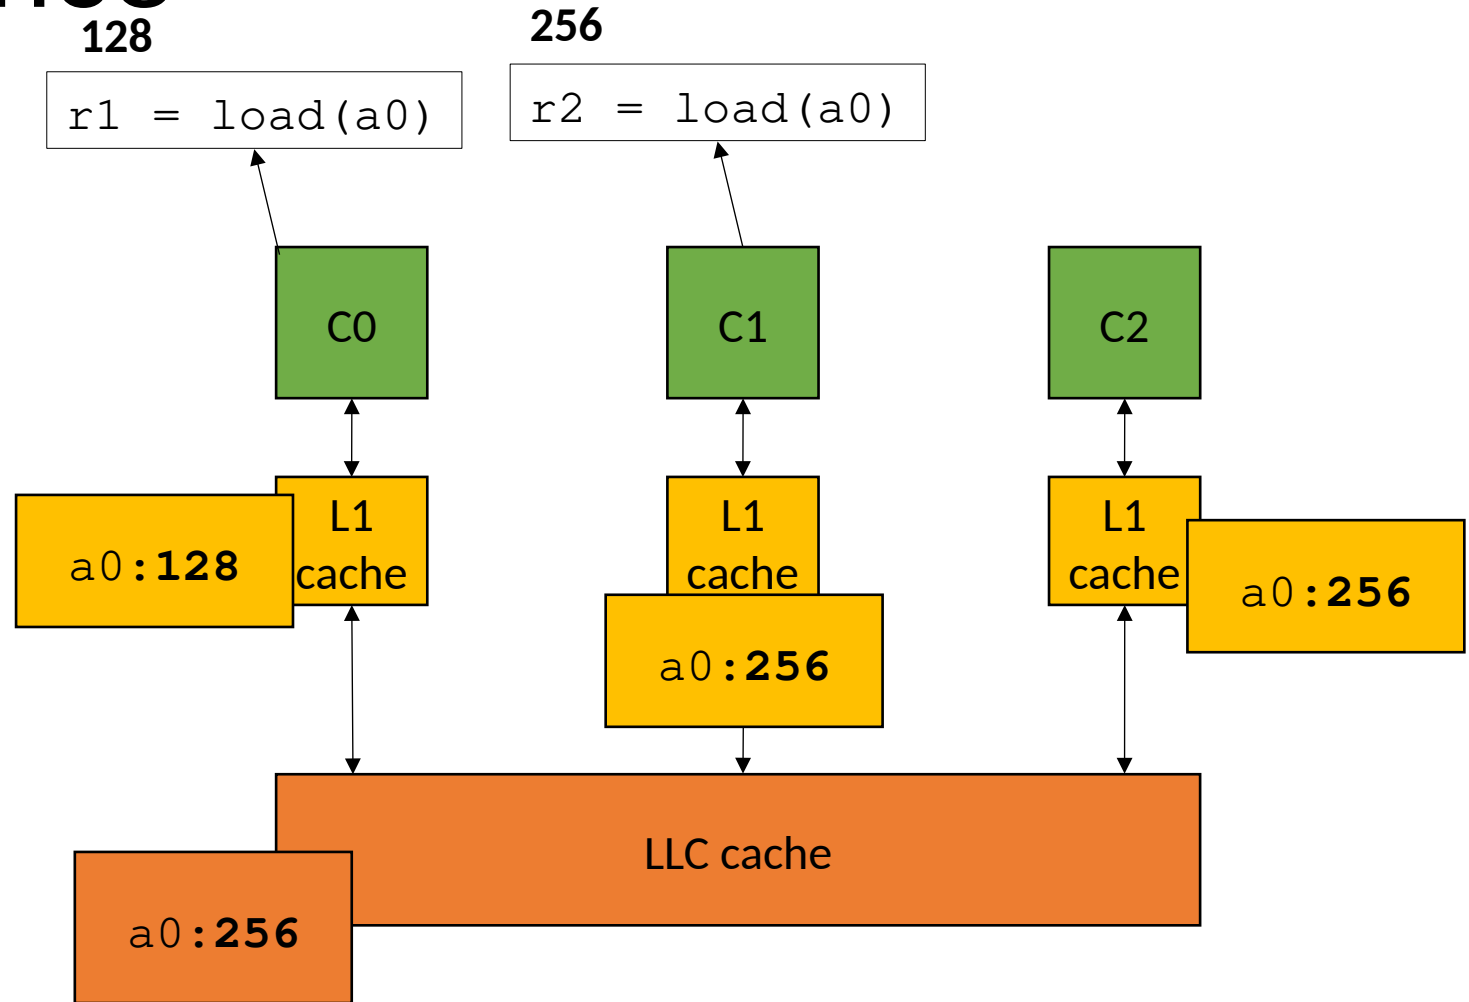 128
256
r1 = load(a0)
r2 = load(a0)
C0
C1
C2
L1
cache
L1
cache
L1
cache
a0:128
a0:256
a0:256
LLC cache
a0:256